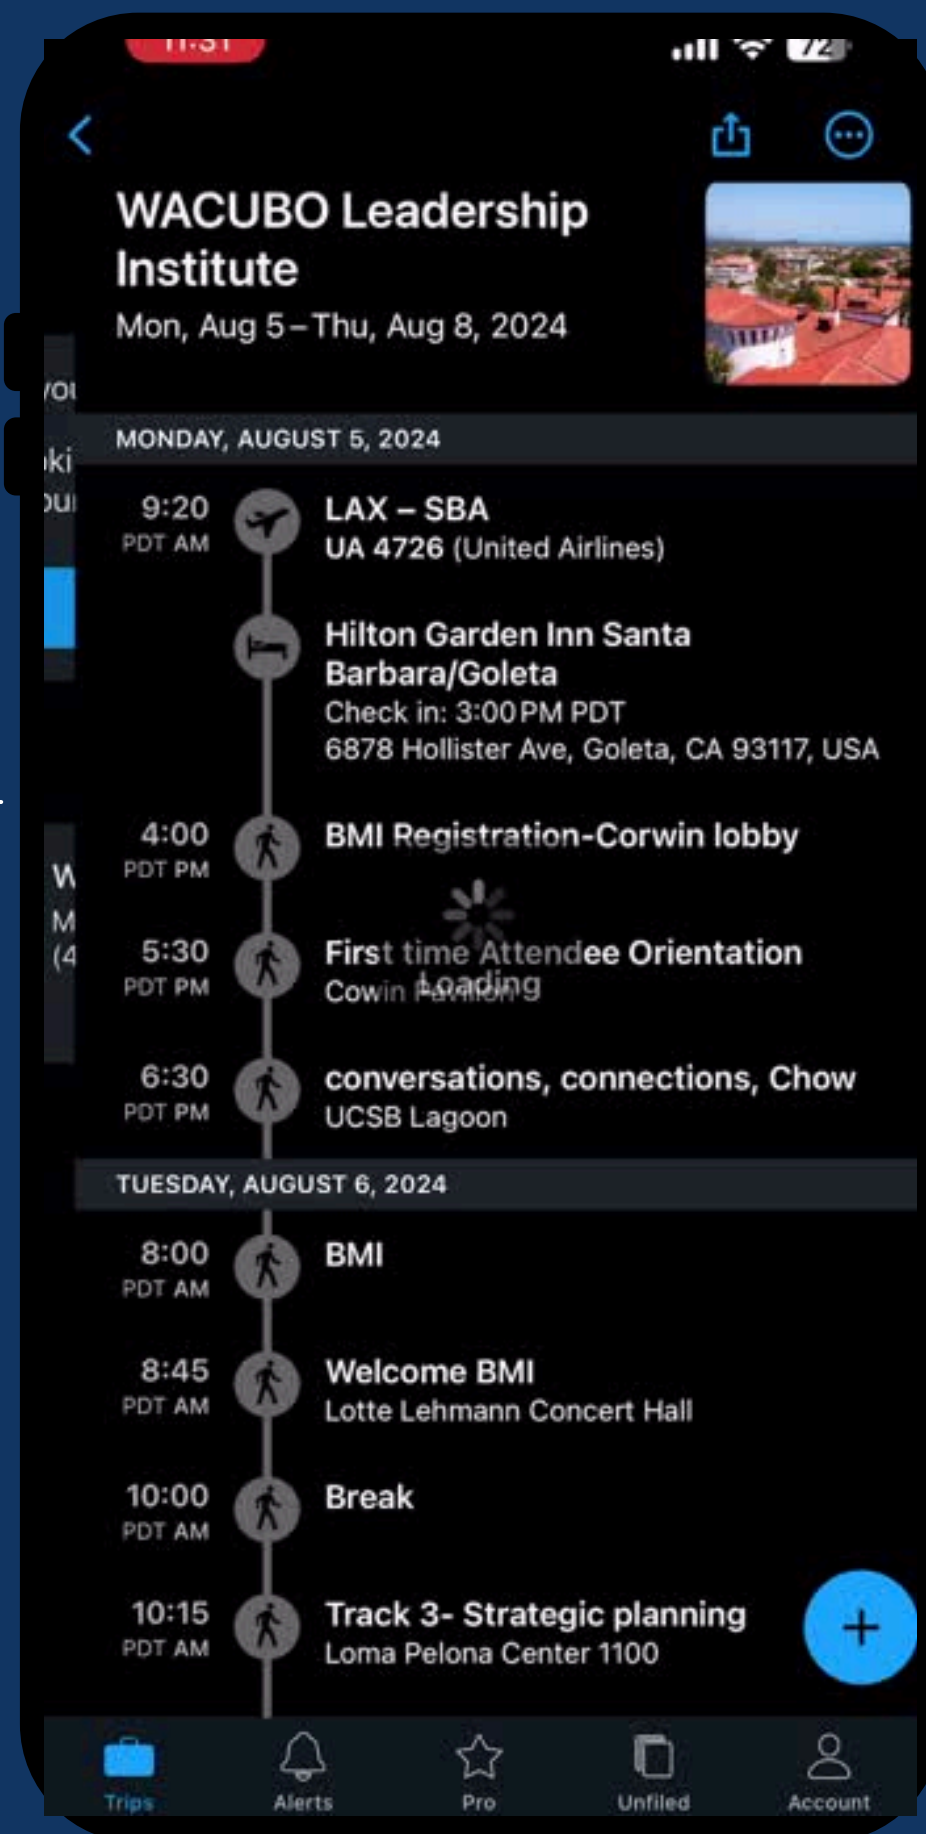 11:31
72
WACUBO Leadership
Institute
Mon, Aug 5–Thu, Aug 8, 2024
MONDAY, AUGUST 5, 2024
9:20
PDT AM
LAX – SBA
UA 4726 (United Airlines)
Hilton Garden Inn Santa
Barbara/Goleta
Check in: 3:00 PM PDT
6878 Hollister Ave, Goleta, CA 93117, USA
4:00
PDT PM
BMI Registration-Corwin lobby
5:30
PDT PM
First time Attendee Orientation
Cowin Pavilion
Loading
6:30
PDT PM
conversations, connections, Chow
UCSB Lagoon
TUESDAY, AUGUST 6, 2024
8:00
PDT AM
BMI
8:45
PDT AM
Welcome BMI
Lotte Lehmann Concert Hall
10:00
PDT AM
Break
10:15
PDT AM
Track 3- Strategic planning
Loma Pelona Center 1100
Trips
Alerts
Pro
Unfiled
Account